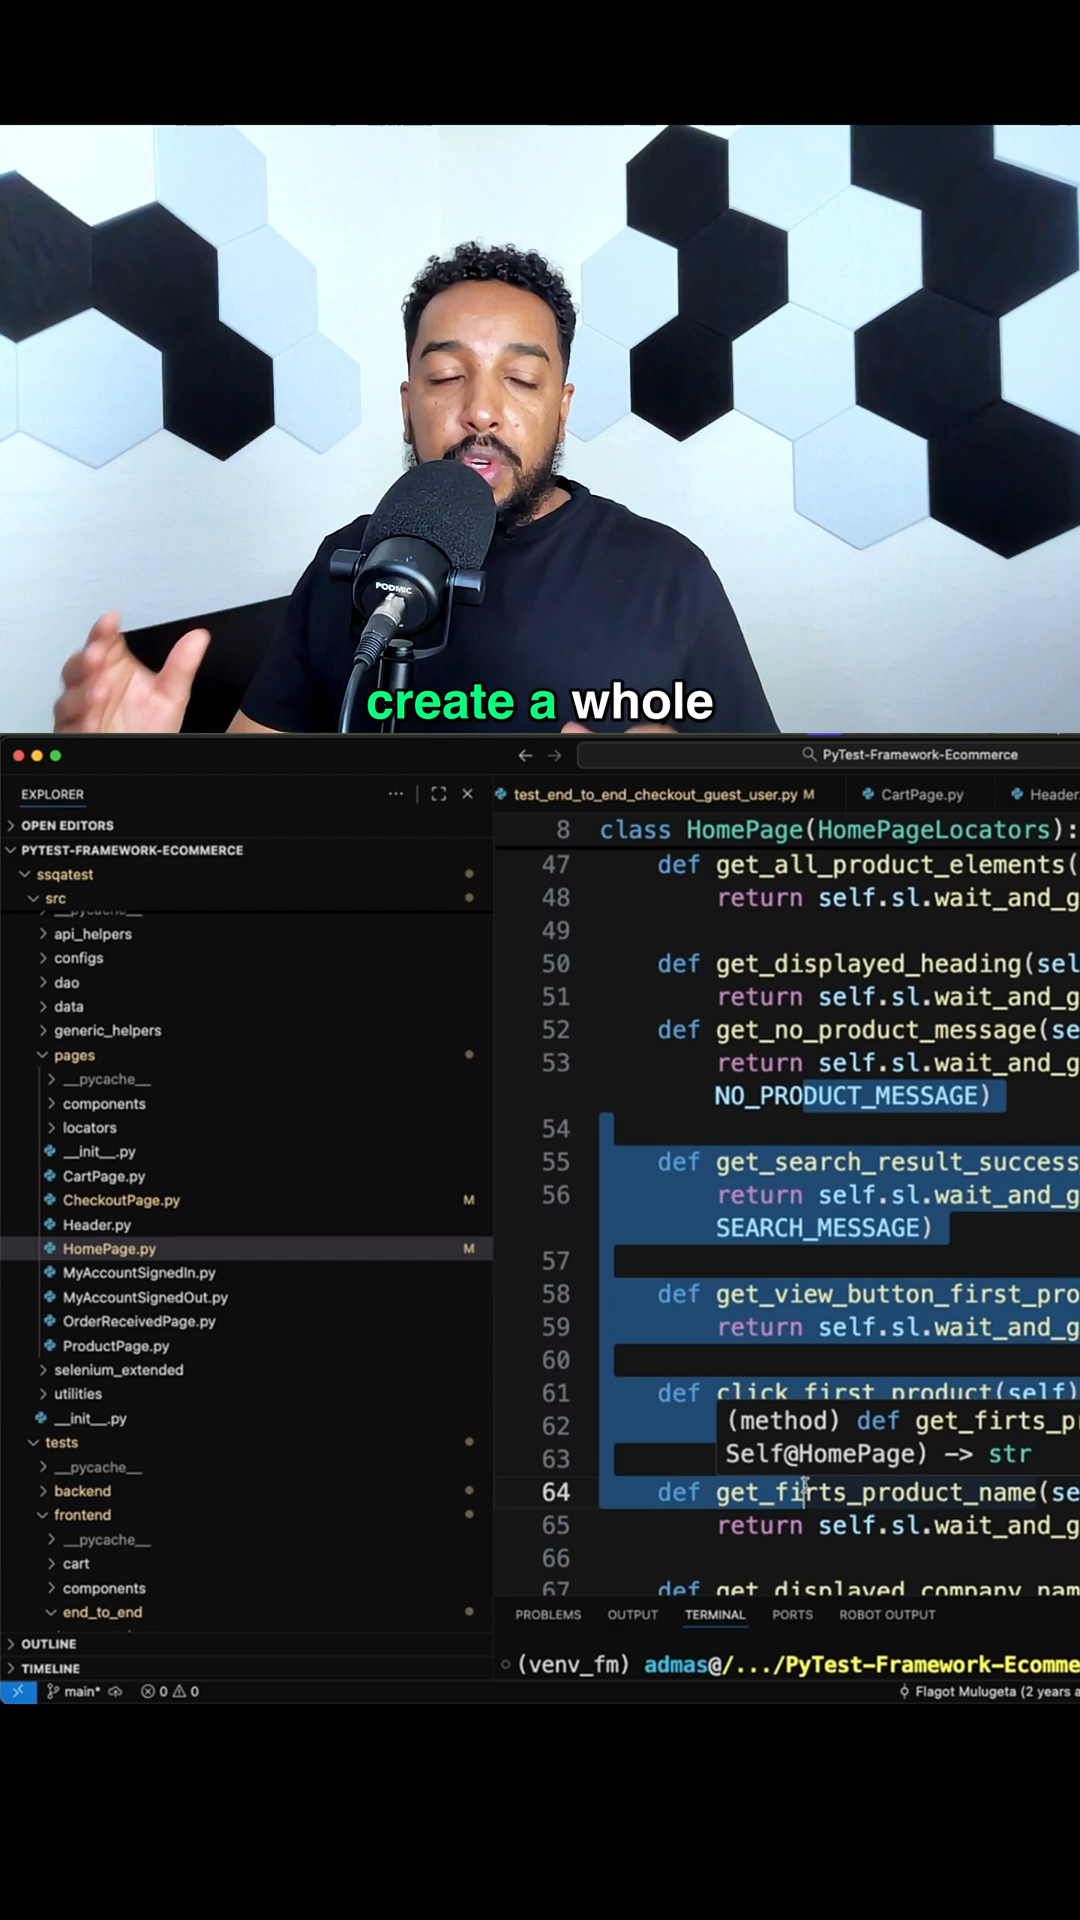 PODMIC
create a whole
PyTest-Framework-Ecommerce
EXPLORER
OPEN EDITORS
PYTEST-FRAMEWORK-ECOMMERCE
ssqatest
src
__pycache__
api_helpers
configs
dao
data
generic_helpers
pages
__pycache__
components
locators
__init__.py
CartPage.py
CheckoutPage.py M
Header.py
HomePage.py M
MyAccountSignedIn.py
MyAccountSignedOut.py
OrderReceivedPage.py
ProductPage.py
selenium_extended
utilities
__init__.py
tests
__pycache__
backend
frontend
__pycache__
cart
components
end_to_end
OUTLINE
TIMELINE
main* 0 0
test_end_to_end_checkout_guest_user.py M CartPage.py Header.
8 class HomePage(HomePageLocators):
47 def get_all_product_elements(
48 return self.sl.wait_and_g
49
50 def get_displayed_heading(sel
51 return self.sl.wait_and_g
52 def get_no_product_message(se
53 return self.sl.wait_and_g
NO_PRODUCT_MESSAGE)
54
55 def get_search_result_success
56 return self.sl.wait_and_g
SEARCH_MESSAGE)
57
58 def get_view_button_first_pro
59 return self.sl.wait_and_g
60
61 def click_first_product(self)
62 (method) def get_firts_p
63 Self@HomePage) -> str
64 def get_firts_product_name(se
65 return self.sl.wait_and_g
66
67 def get_displayed_company_nam
PROBLEMS OUTPUT TERMINAL PORTS ROBOT OUTPUT
(venv_fm) admas@/.../PyTest-Framework-Ecomme
Flagot Mulugeta (2 years a